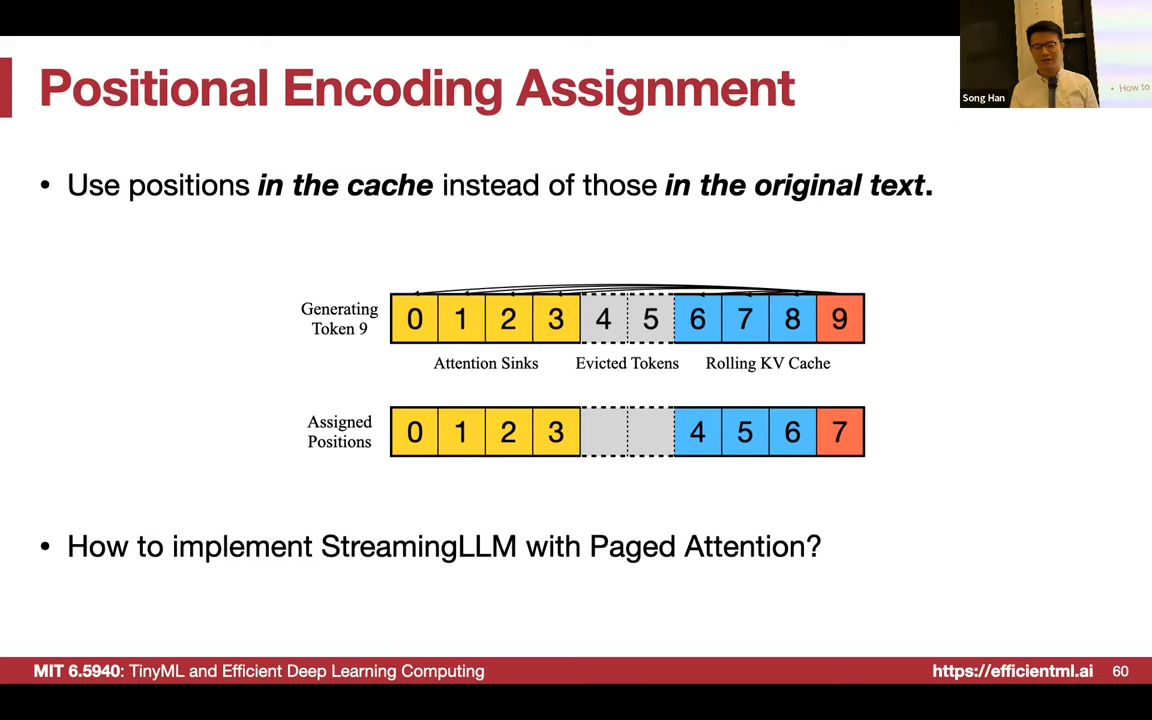 Positional Encoding Assignment
Song Han
• How to
• Use positions in the cache instead of those in the original text.
Generating
Token 9
0 1 2 3 4 5 6 7 8 9
Attention Sinks Evicted Tokens Rolling KV Cache
Assigned
Positions
0 1 2 3 4 5 6 7
• How to implement StreamingLLM with Paged Attention?
MIT 6.5940: TinyML and Efficient Deep Learning Computing
https://efficientml.ai 60